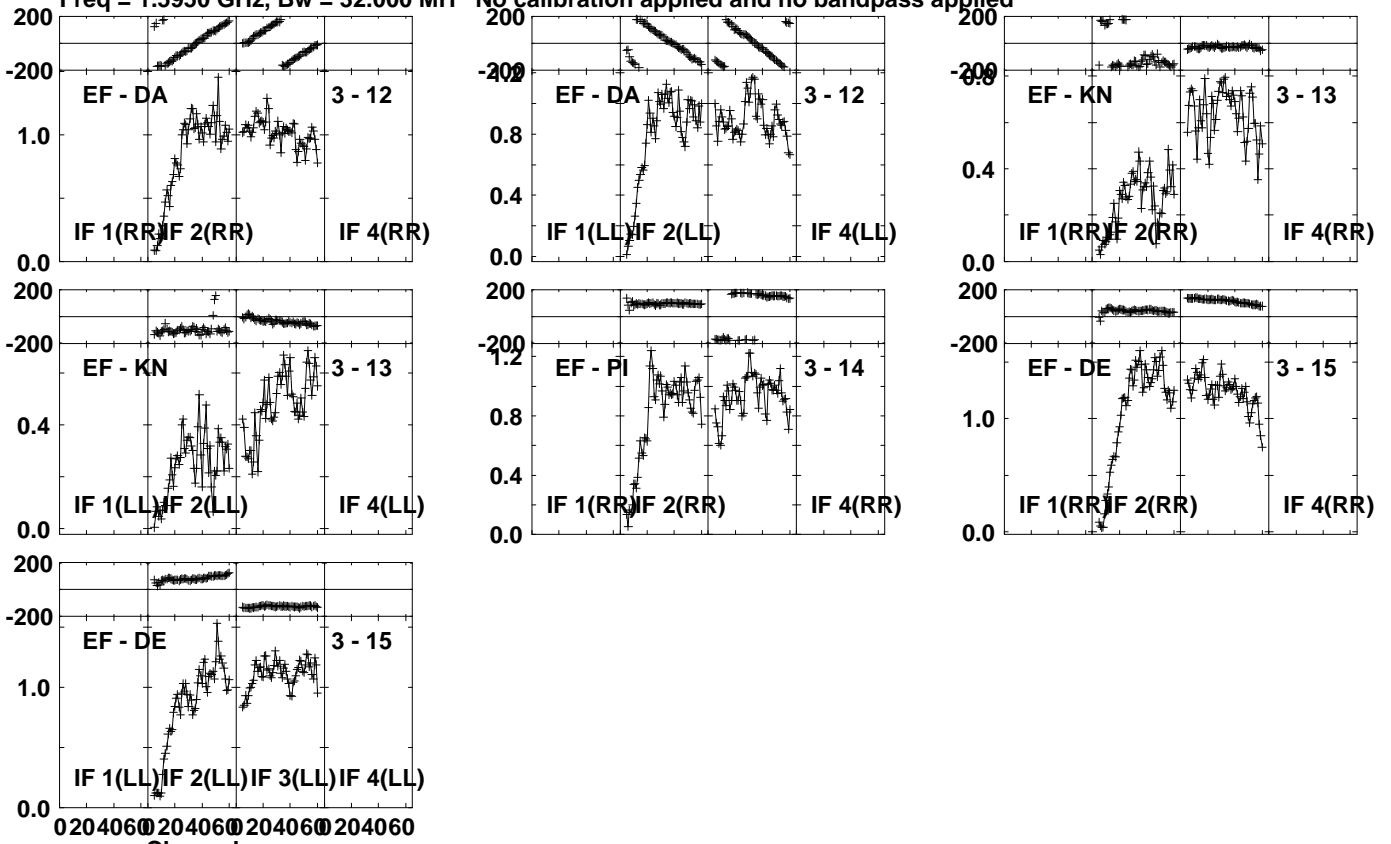 Freq = 1.5950 GHz, Bw = 32.000 MH No calibration applied and no bandpass applied
200
-200
EF - DA
3 - 12
1.0
0.0
IF 1(RR)
IF 2(RR)
IF 4(RR)
200
-200
1.2
EF - DA
3 - 12
0.8
0.4
0.0
IF 1(LL)
IF 2(LL)
IF 4(LL)
200
-200
0.8
EF - KN
3 - 13
0.4
0.0
IF 1(RR)
IF 2(RR)
IF 4(RR)
200
-200
EF - KN
3 - 13
0.4
0.0
IF 1(LL)
IF 2(LL)
IF 4(LL)
200
-200
1.2
EF - PI
3 - 14
0.8
0.4
0.0
IF 1(RR)
IF 2(RR)
IF 4(RR)
200
-200
EF - DE
3 - 15
1.0
0.0
IF 1(RR)
IF 2(RR)
IF 4(RR)
200
-200
EF - DE
3 - 15
1.0
0.0
IF 1(LL)
IF 2(LL)
IF 3(LL)
IF 4(LL)
0 20 40 60 0 20 40 60 0 20 40 60 0 20 40 60